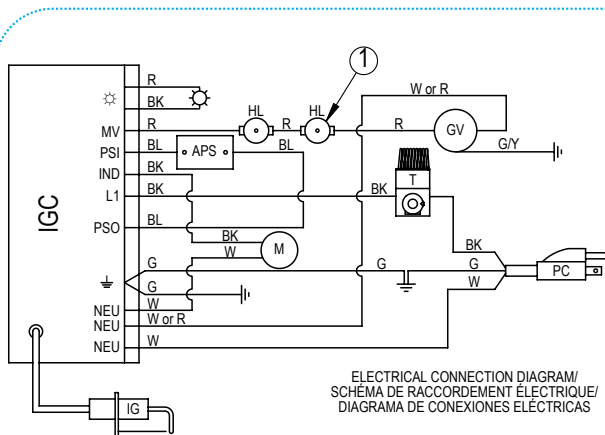 1
W or R
R
BK
HL
HL
MV
R
R
R
GV
G/Y
PSI
BL
APS
BL
IND
BK
T
L1
BK
BK
IGC
PSO
BL
BK
W
M
BK
G
G
G
PC
G
W
NEU
W
NEU
W or R
NEU
W
IG
ELECTRICAL CONNECTION DIAGRAM/
SCHÉMA DE RACCORDEMENT ÉLECTRIQUE/
DIAGRAMA DE CONEXIONES ELÉCTRICAS